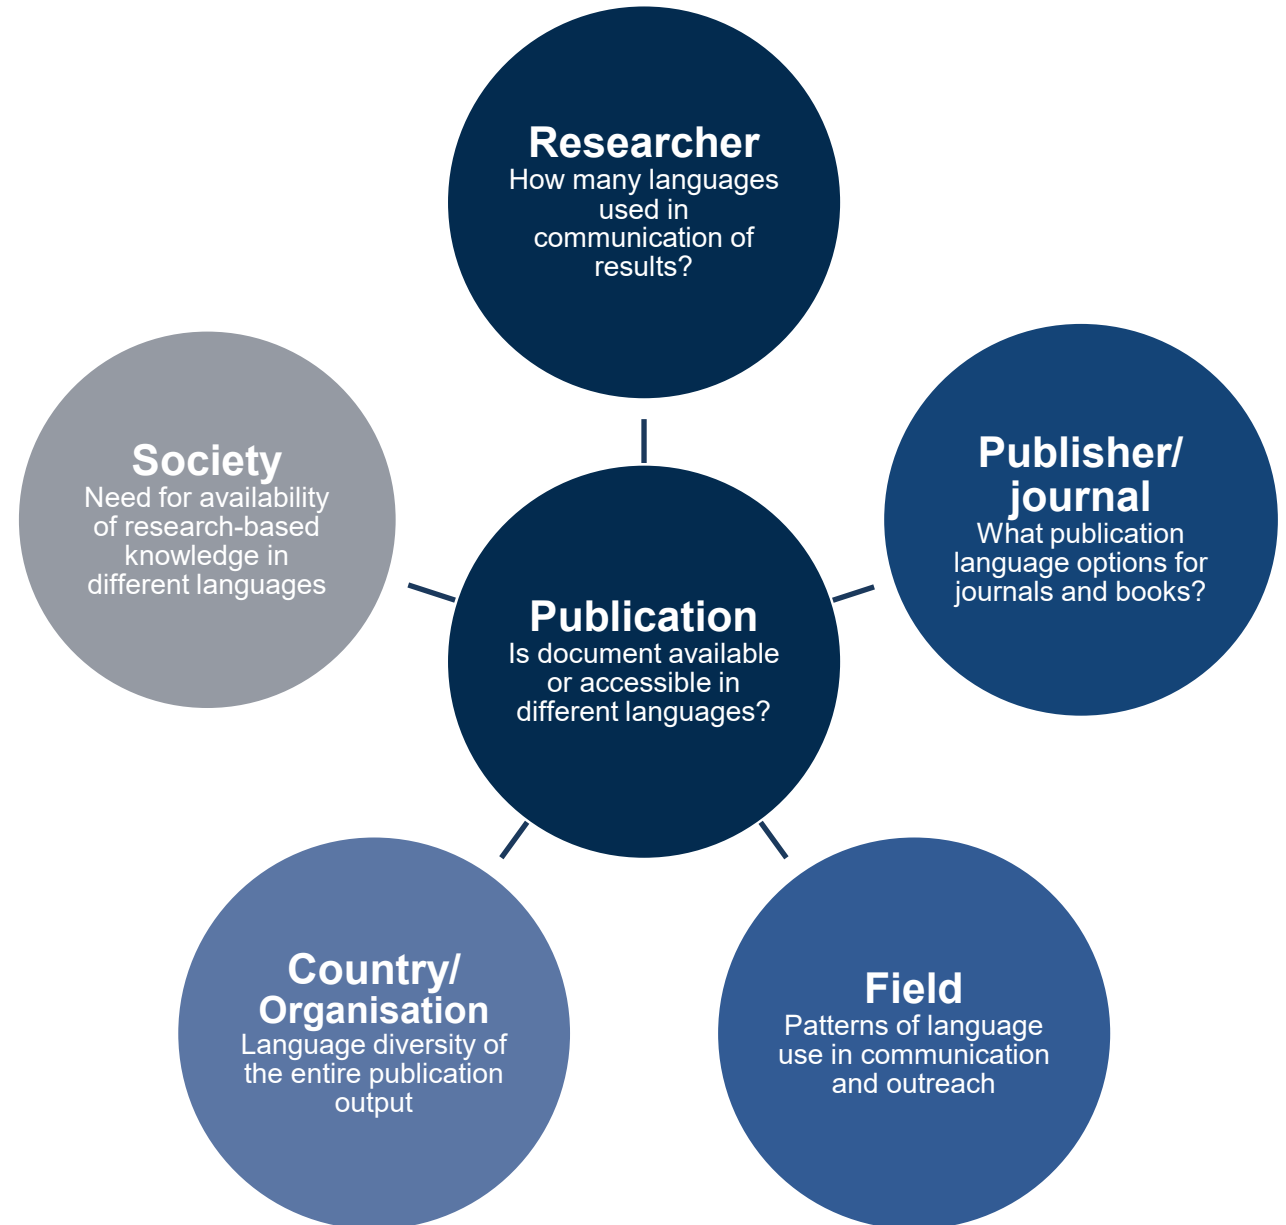 Researcher
How many languages
used in
communication of
results?
Society
Need for availability
of research-based
knowledge in
different languages
Publisher/
journal
What publication
language options for
journals and books?
Publication
Is document available
or accessible in
different languages?
Country/
Organisation
Language diversity of
the entire publication
output
Field
Patterns of language
use in communication
and outreach